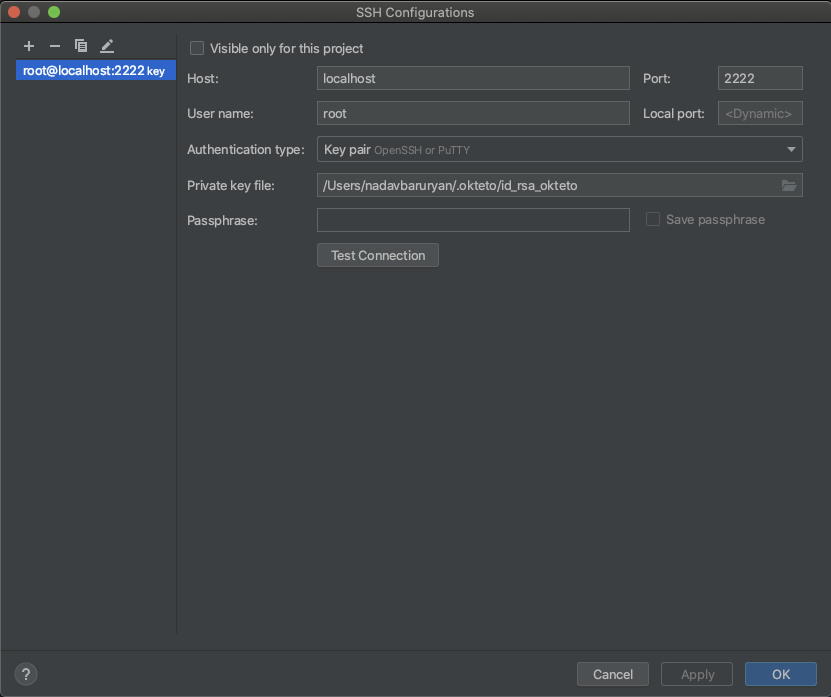 SSH Configurations
root@localhost:2222 key
Visible only for this project
Host: localhost Port: 2222
User name: root Local port: <Dynamic>
Authentication type: Key pair OpenSSH or PuTTY
Private key file: /Users/nadavbaruryan/.okteto/id_rsa_okteto
Passphrase: Save passphrase
Test Connection
? Cancel Apply OK